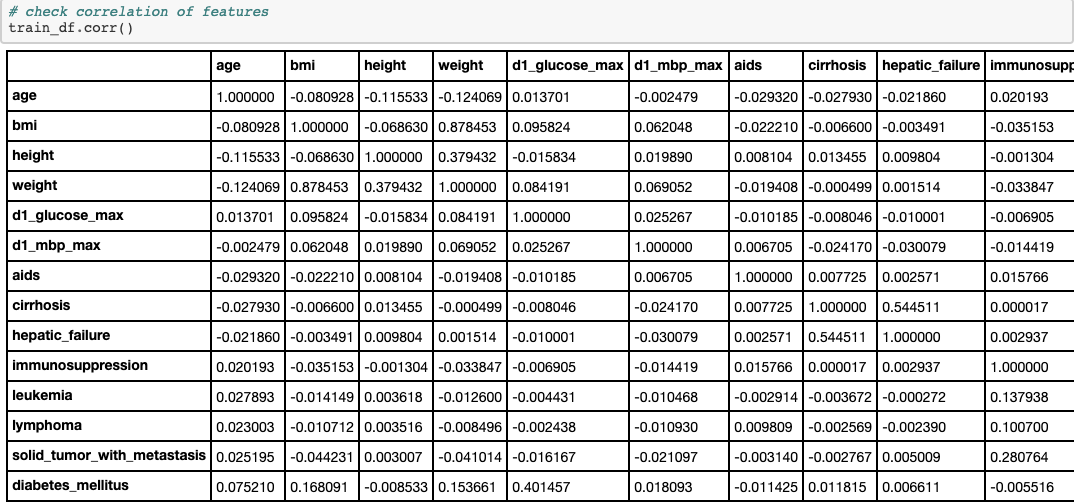 # check correlation of features
train_df.corr()
age bmi height weight d1_glucose_max d1_mbp_max aids cirrhosis hepatic_failure immunosupp
age 1.000000 -0.080928 -0.115533 -0.124069 0.013701 -0.002479 -0.029320 -0.027930 -0.021860 0.020193
bmi -0.080928 1.000000 -0.068630 0.878453 0.095824 0.062048 -0.022210 -0.006600 -0.003491 -0.035153
height -0.115533 -0.068630 1.000000 0.379432 -0.015834 0.019890 0.008104 0.013455 0.009804 -0.001304
weight -0.124069 0.878453 0.379432 1.000000 0.084191 0.069052 -0.019408 -0.000499 0.001514 -0.033847
d1_glucose_max 0.013701 0.095824 -0.015834 0.084191 1.000000 0.025267 -0.010185 -0.008046 -0.010001 -0.006905
d1_mbp_max -0.002479 0.062048 0.019890 0.069052 0.025267 1.000000 0.006705 -0.024170 -0.030079 -0.014419
aids -0.029320 -0.022210 0.008104 -0.019408 -0.010185 0.006705 1.000000 0.007725 0.002571 0.015766
cirrhosis -0.027930 -0.006600 0.013455 -0.000499 -0.008046 -0.024170 0.007725 1.000000 0.544511 0.000017
hepatic_failure -0.021860 -0.003491 0.009804 0.001514 -0.010001 -0.030079 0.002571 0.544511 1.000000 0.002937
immunosuppression 0.020193 -0.035153 -0.001304 -0.033847 -0.006905 -0.014419 0.015766 0.000017 0.002937 1.000000
leukemia 0.027893 -0.014149 0.003618 -0.012600 -0.004431 -0.010468 -0.002914 -0.003672 -0.000272 0.137938
lymphoma 0.023003 -0.010712 0.003516 -0.008496 -0.002438 -0.010930 0.009809 -0.002569 -0.002390 0.100700
solid_tumor_with_metastasis 0.025195 -0.044231 0.003007 -0.041014 -0.016167 -0.021097 -0.003140 -0.002767 0.005009 0.280764
diabetes_mellitus 0.075210 0.168091 -0.008533 0.153661 0.401457 0.018093 -0.011425 0.011815 0.006611 -0.005516